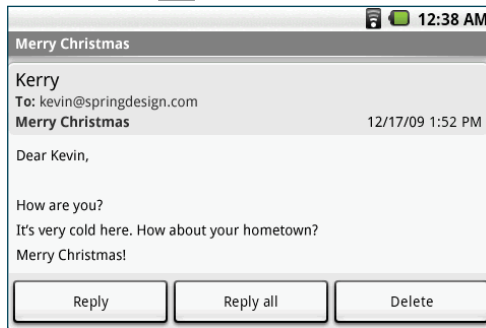 12:38 AM
Merry Christmas
Kerry
To: kevin@springdesign.com
Merry Christmas 12/17/09 1:52 PM
Dear Kevin,
How are you?
It's very cold here. How about your hometown?
Merry Christmas!
Reply Reply all Delete